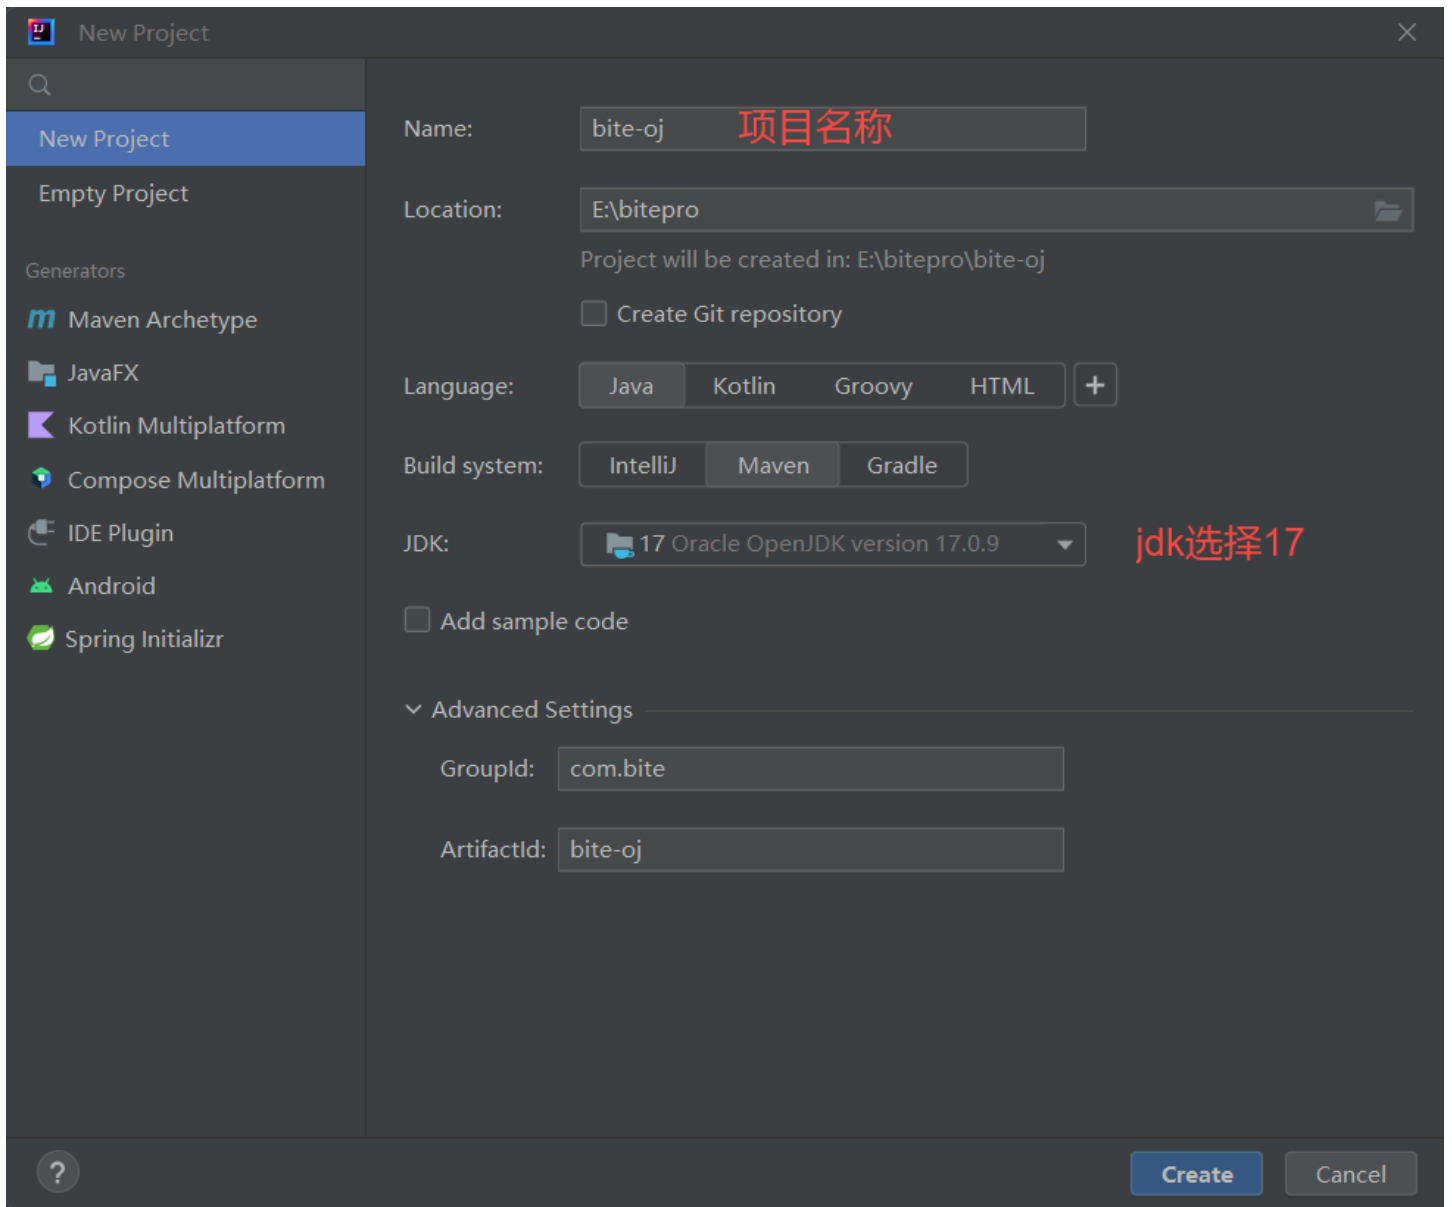 New Project
New Project
Empty Project
Generators
Maven Archetype
JavaFX
Kotlin Multiplatform
Compose Multiplatform
IDE Plugin
Android
Spring Initializr
Name: bite-oj 项目名称
Location: E:\bitepro
Project will be created in: E:\bitepro\bite-oj
Create Git repository
Language: Java Kotlin Groovy HTML +
Build system: IntelliJ Maven Gradle
JDK: 17 Oracle OpenJDK version 17.0.9 jdk选择17
Add sample code
Advanced Settings
GroupId: com.bite
ArtifactId: bite-oj
? Create Cancel